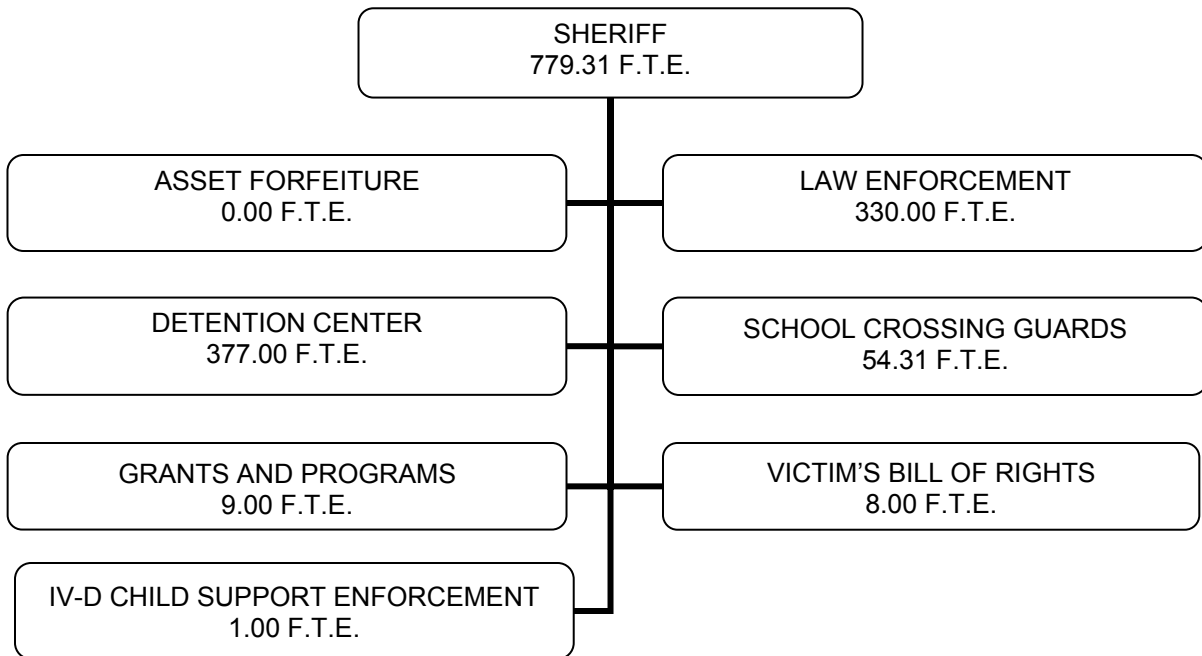 SHERIFF
779.31 F.T.E.
ASSET FORFEITURE
0.00 F.T.E.
LAW ENFORCEMENT
330.00 F.T.E.
DETENTION CENTER
377.00 F.T.E.
SCHOOL CROSSING GUARDS
54.31 F.T.E.
GRANTS AND PROGRAMS
9.00 F.T.E.
VICTIM’S BILL OF RIGHTS
8.00 F.T.E.
IV-D CHILD SUPPORT ENFORCEMENT
1.00 F.T.E.